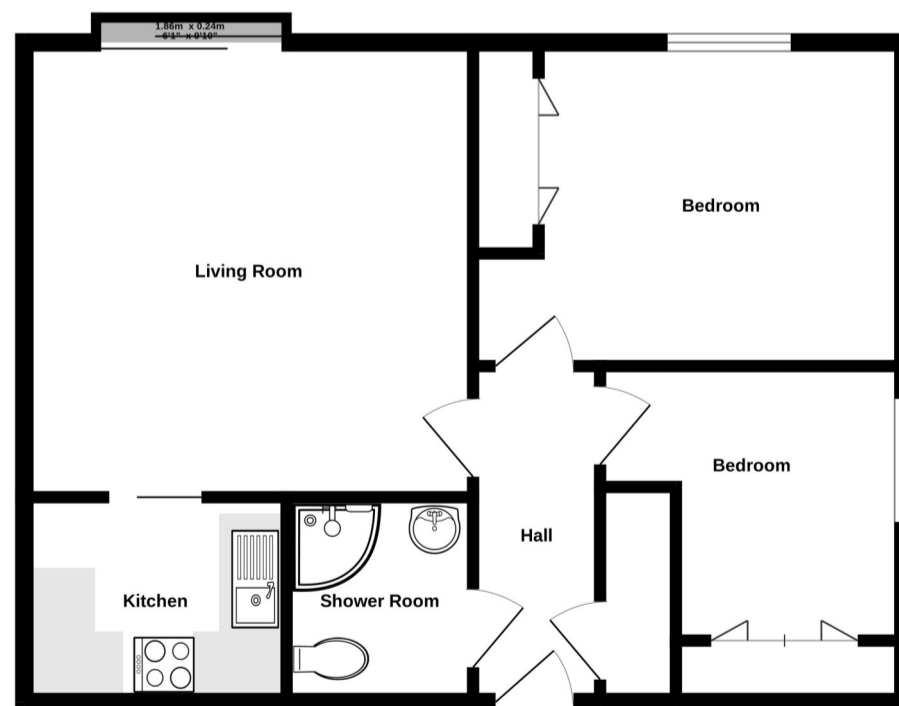 1.86m x 0.24m
6'1" x 0'10"
Bedroom
Living Room
Bedroom
Hall
Kitchen
Shower Room